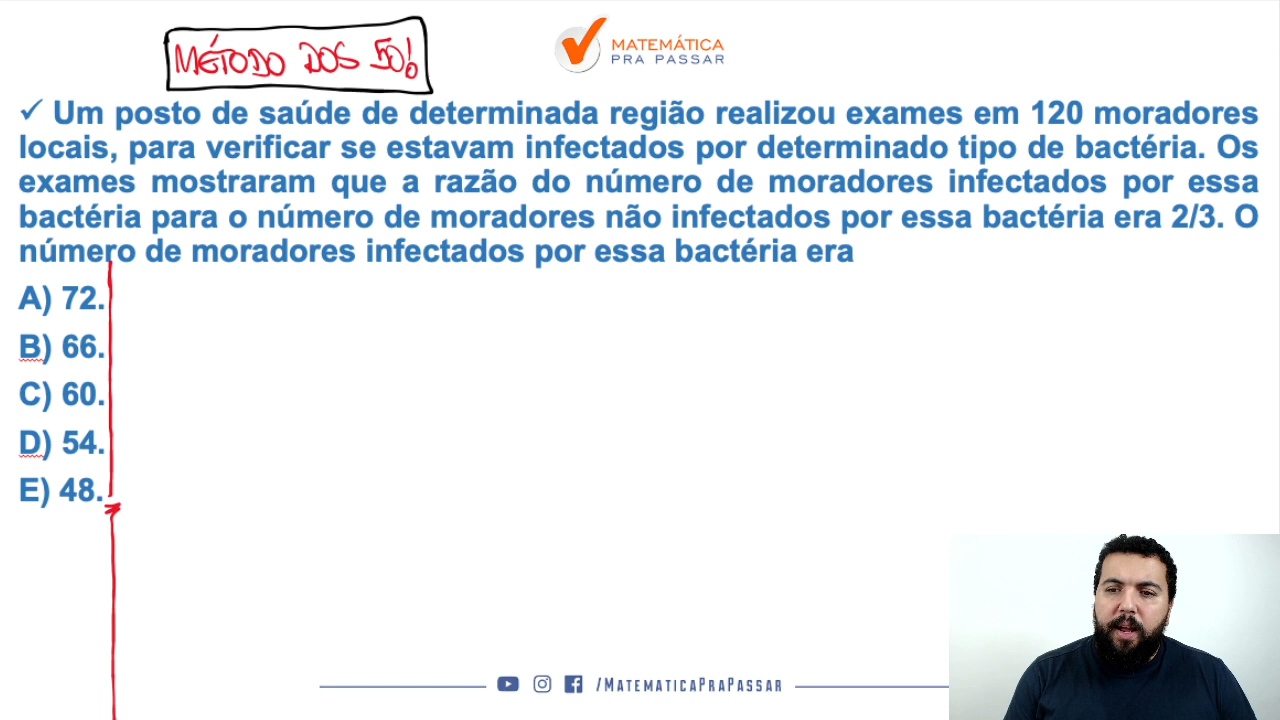 MÉTODO DOS 50!
MATEMÁTICA
PRA PASSAR
✓ Um posto de saúde de determinada região realizou exames em 120 moradores
locais, para verificar se estavam infectados por determinado tipo de bactéria. Os
exames mostraram que a razão do número de moradores infectados por essa
bactéria para o número de moradores não infectados por essa bactéria era 2/3. O
número de moradores infectados por essa bactéria era
A) 72.
B) 66.
C) 60.
D) 54.
E) 48.
/MATEMATICAPRAPASSAR